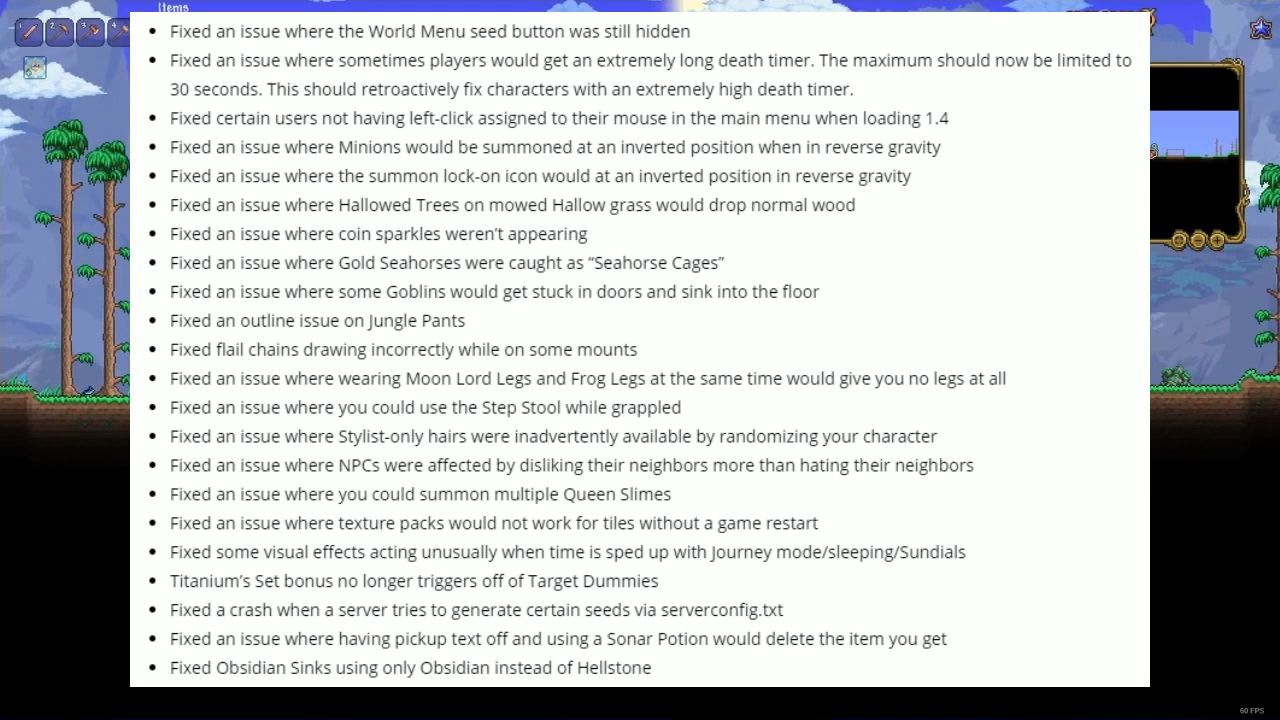 Items
1 2 3 4
Fixed an issue where the World Menu seed button was still hidden
Fixed an issue where sometimes players would get an extremely long death timer. The maximum should now be limited to
30 seconds. This should retroactively fix characters with an extremely high death timer.
Fixed certain users not having left-click assigned to their mouse in the main menu when loading 1.4
Fixed an issue where Minions would be summoned at an inverted position when in reverse gravity
Fixed an issue where the summon lock-on icon would at an inverted position in reverse gravity
Fixed an issue where Hallowed Trees on mowed Hallow grass would drop normal wood
Fixed an issue where coin sparkles weren’t appearing
Fixed an issue where Gold Seahorses were caught as “Seahorse Cages”
Fixed an issue where some Goblins would get stuck in doors and sink into the floor
Fixed an outline issue on Jungle Pants
Fixed flail chains drawing incorrectly while on some mounts
Fixed an issue where wearing Moon Lord Legs and Frog Legs at the same time would give you no legs at all
Fixed an issue where you could use the Step Stool while grappled
Fixed an issue where Stylist-only hairs were inadvertently available by randomizing your character
Fixed an issue where NPCs were affected by disliking their neighbors more than hating their neighbors
Fixed an issue where you could summon multiple Queen Slimes
Fixed an issue where texture packs would not work for tiles without a game restart
Fixed some visual effects acting unusually when time is sped up with Journey mode/sleeping/Sundials
Titanium’s Set bonus no longer triggers off of Target Dummies
Fixed a crash when a server tries to generate certain seeds via serverconfig.txt
Fixed an issue where having pickup text off and using a Sonar Potion would delete the item you get
Fixed Obsidian Sinks using only Obsidian instead of Hellstone
60 FPS